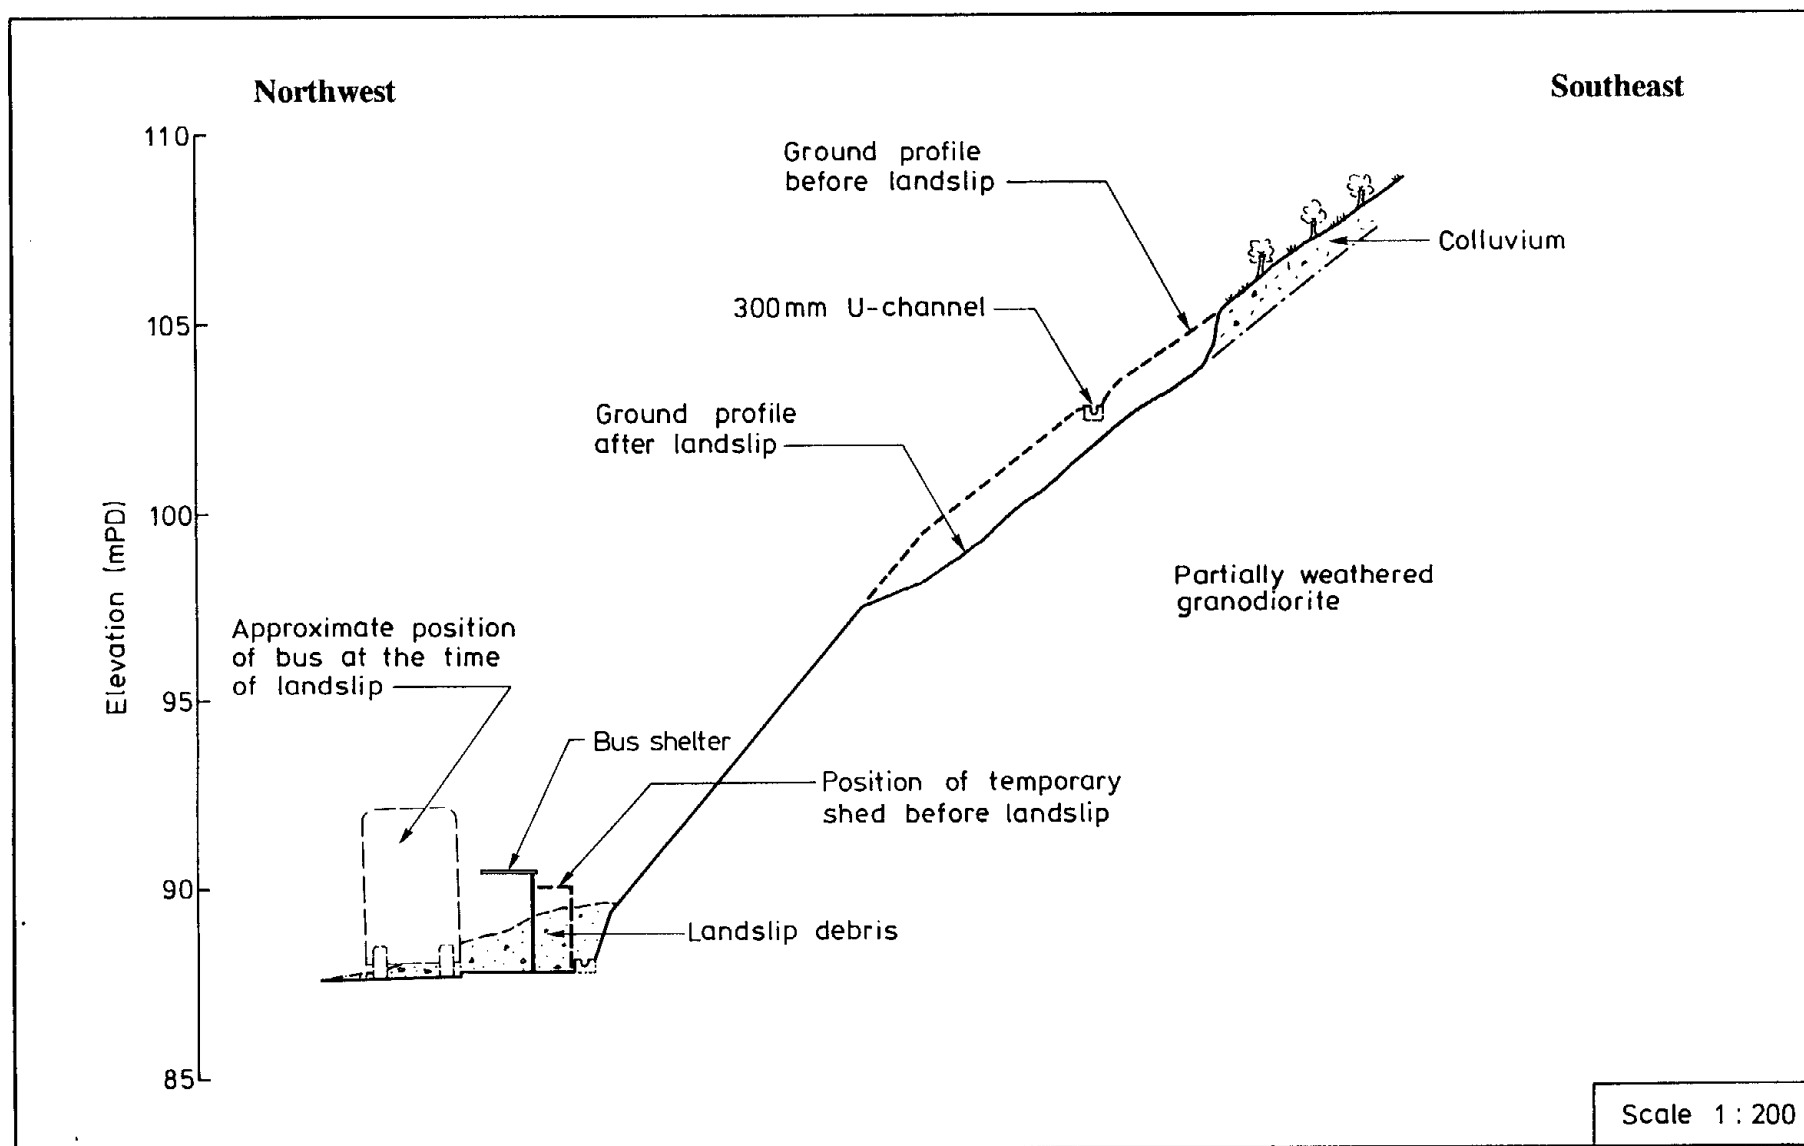 Northwest
Southeast
110
Ground profile
before landslip
Colluvium
300mm U-channel
105
Ground profile
after landslip
100
Elevation (mPD)
Partially weathered
granodiorite
Approximate position
of bus at the time
of landslip
95
Bus shelter
Position of temporary
shed before landslip
90
Landslip debris
85
Scale 1 : 200